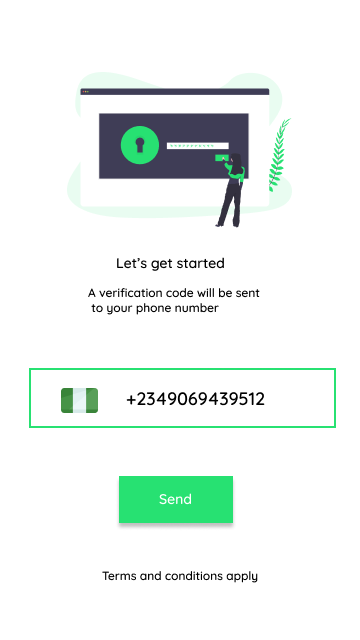 Let's get started
A verification code will be sent
to your phone number
+2349069439512
Send
Terms and conditions apply